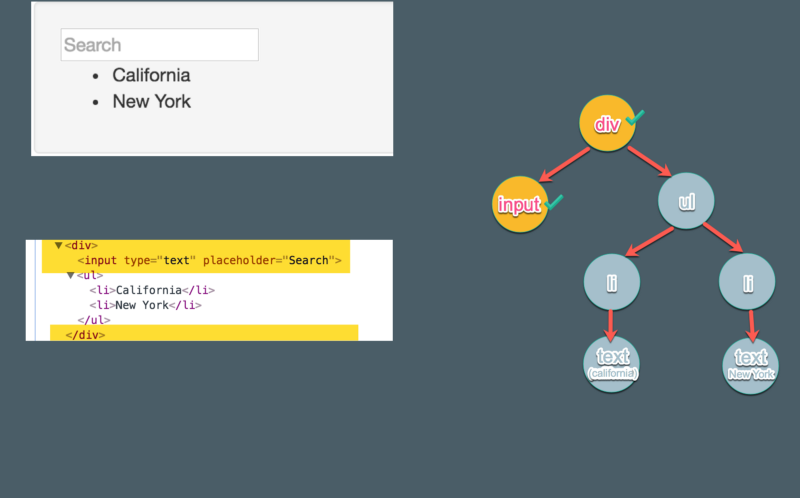 Search
California
New York
<div>
<input type="text" placeholder="Search">
<ul>
<li>California</li>
<li>New York</li>
</ul>
</div>
div
input
ul
li
li
text
(california)
text
New York